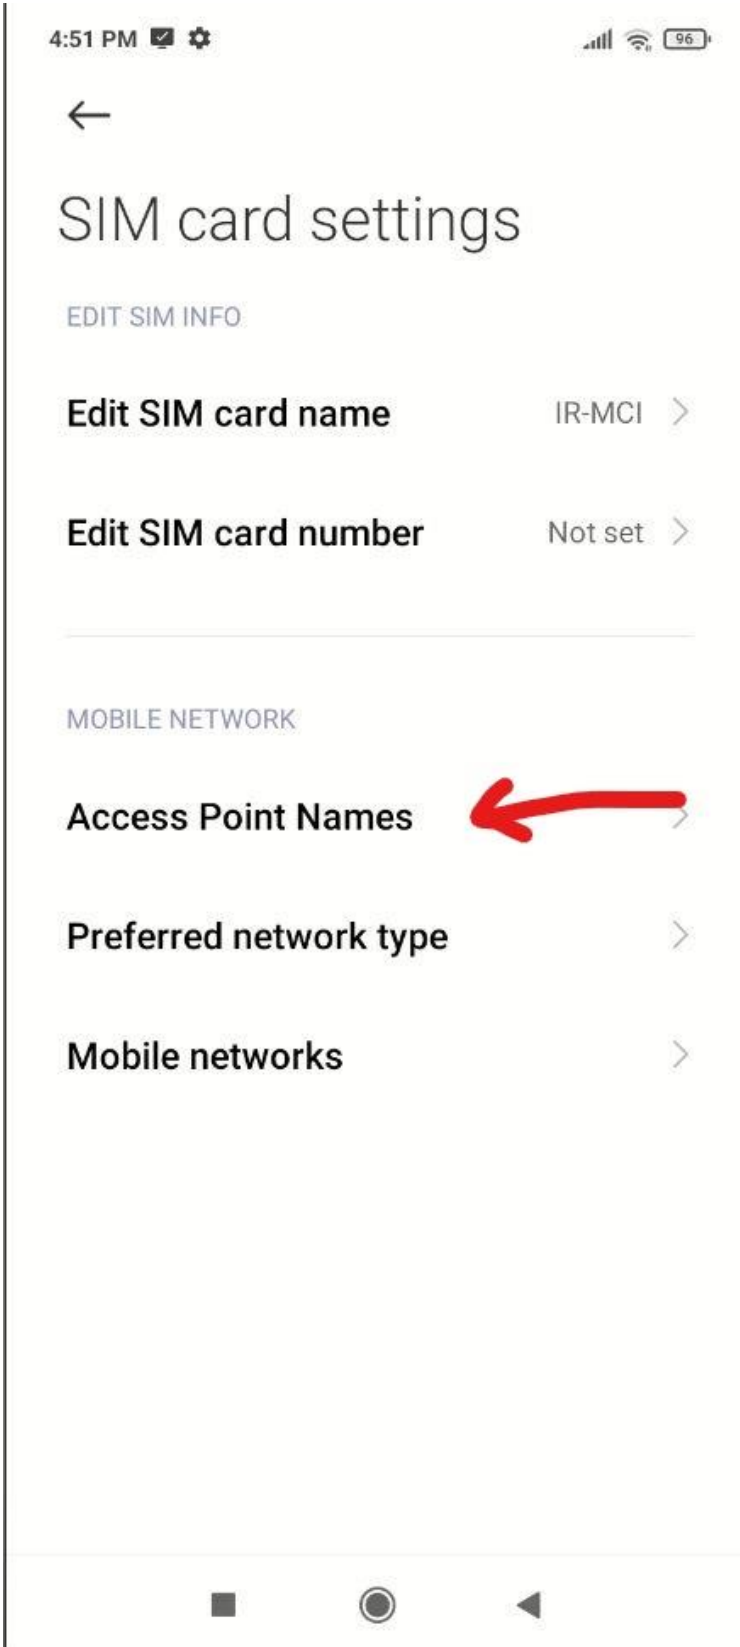 4:51 PM
96
SIM card settings
EDIT SIM INFO
Edit SIM card name IR-MCI
Edit SIM card number Not set
MOBILE NETWORK
Access Point Names
Preferred network type
Mobile networks